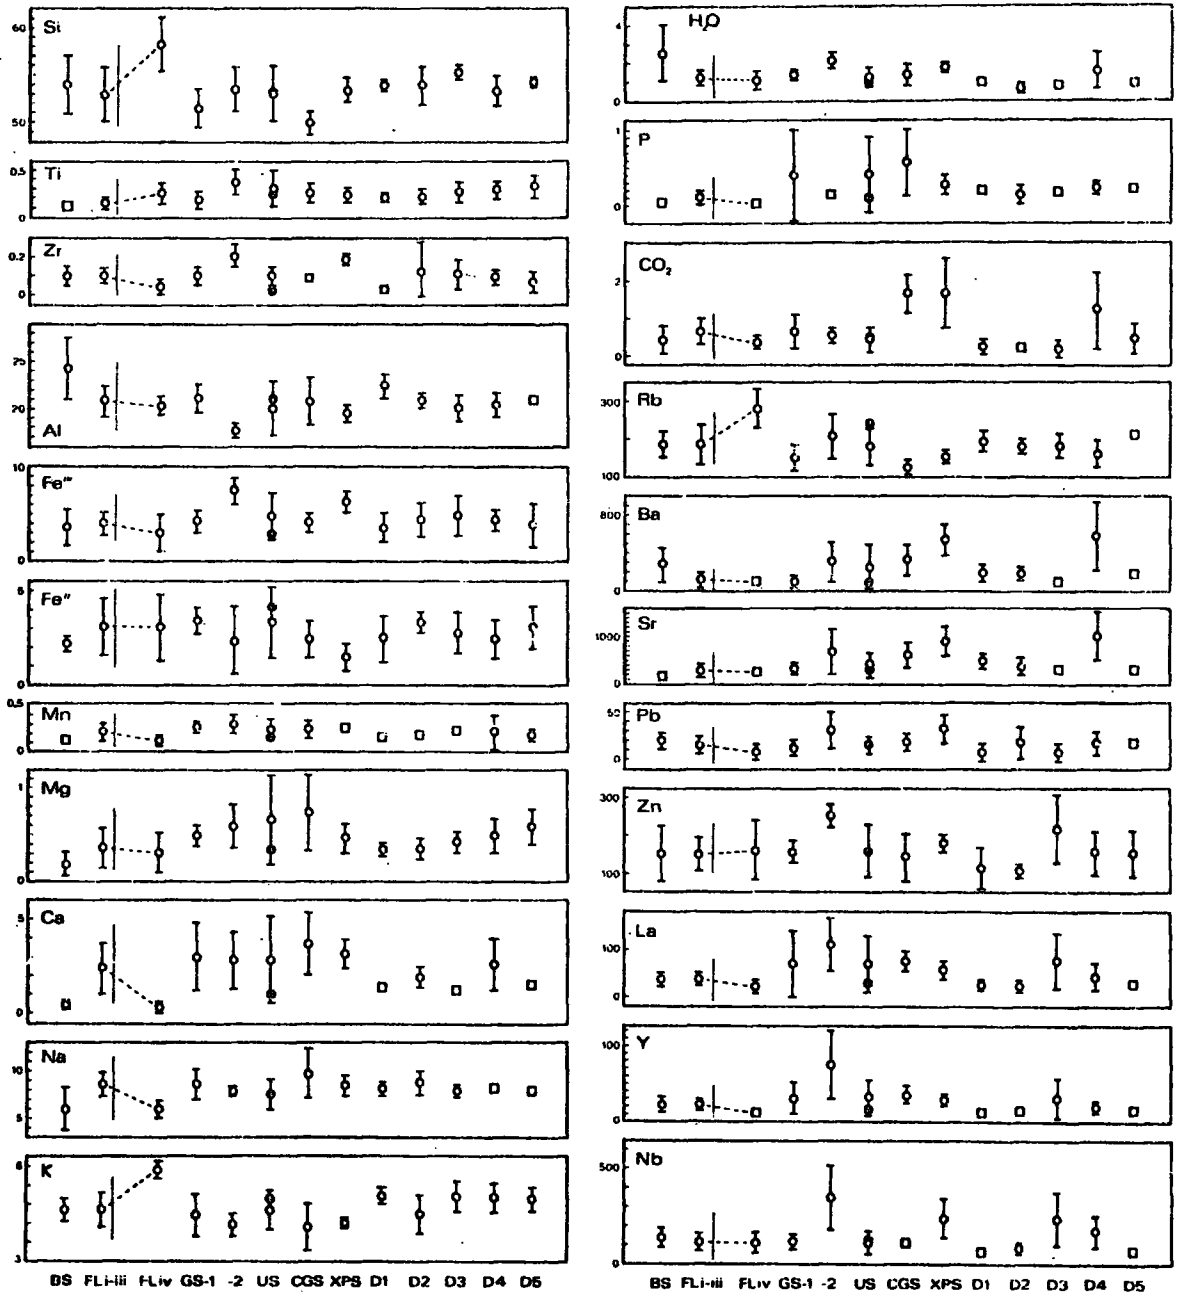 60
Si
50
0.5
Ti
0
Zr
0.2
0
25
20
Al
10
Fe'''
0
5
Fe''
0
0.5
Mn
0
1
Mg
0
5
Ca
0
Na
10
5
6
K
3
BS FLi-iii FLiv GS-1 -2 US CGS XPS D1 D2 D3 D4 D5
H₂O
4
0
1
P
0
CO₂
2
0
300
Rb
100
Ba
800
0
Sr
1000
0
Pb
50
0
Zn
300
100
La
100
0
Y
100
0
Nb
500
0
BS FLi-iii FLiv GS-1 -2 US CGS XPS D1 D2 D3 D4 D5